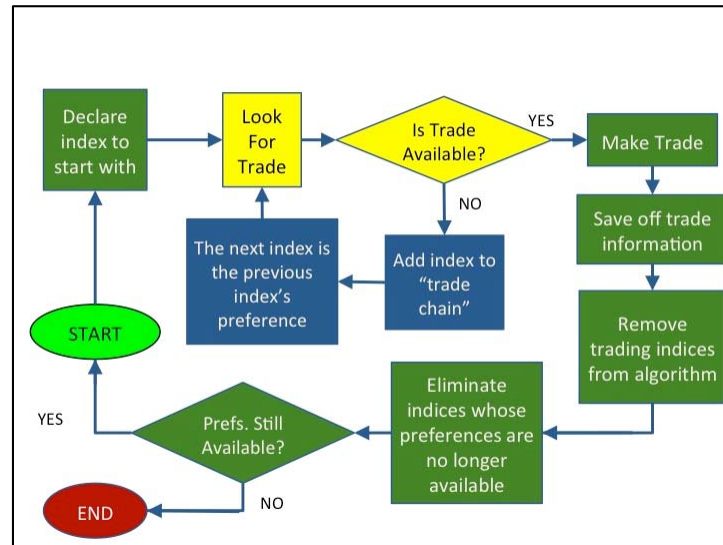 Declare
index to
start with
Look
For
Trade
Is Trade
Available?
YES
Make Trade
NO
Save off trade
information
The next index is
the previous
index’s
preference
Add index to
“trade
chain”
START
Remove
trading indices
from algorithm
Eliminate
indices whose
preferences are
no longer
available
YES
Prefs. Still
Available?
NO
END